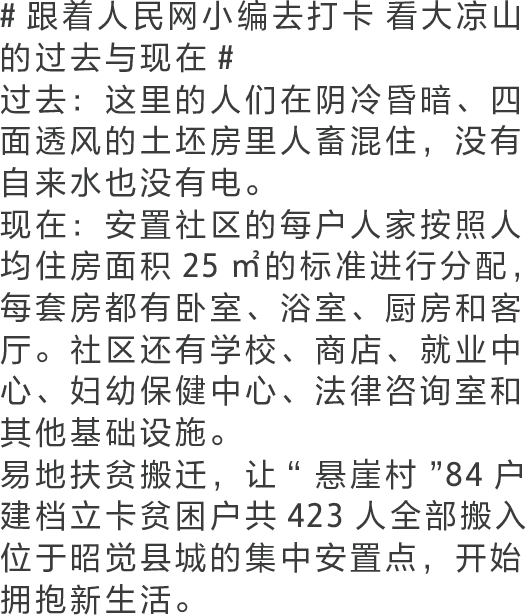 # 跟着人民网小编去打卡 看大凉山
的过去与现在 #
过去：这里的人们在阴冷昏暗、四
面透风的土坯房里人畜混住，没有
自来水也没有电。
现在：安置社区的每户人家按照人
均住房面积 25 ㎡的标准进行分配，
每套房都有卧室、浴室、厨房和客
厅。社区还有学校、商店、就业中
心、妇幼保健中心、法律咨询室和
其他基础设施。
易地扶贫搬迁，让 “ 悬崖村 ”84 户
建档立卡贫困户共 423 人全部搬入
位于昭觉县城的集中安置点，开始
拥抱新生活。